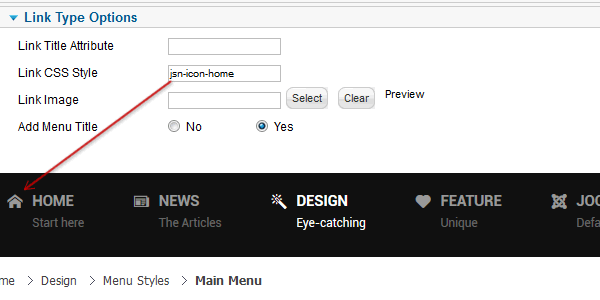 Link Type Options
Link Title Attribute
Link CSS Style jsn-icon-home
Link Image Select Clear Preview
Add Menu Title No Yes
HOME NEWS DESIGN FEATURE JOO
Start here The Articles Eye-catching Unique Defa
me > Design > Menu Styles > Main Menu